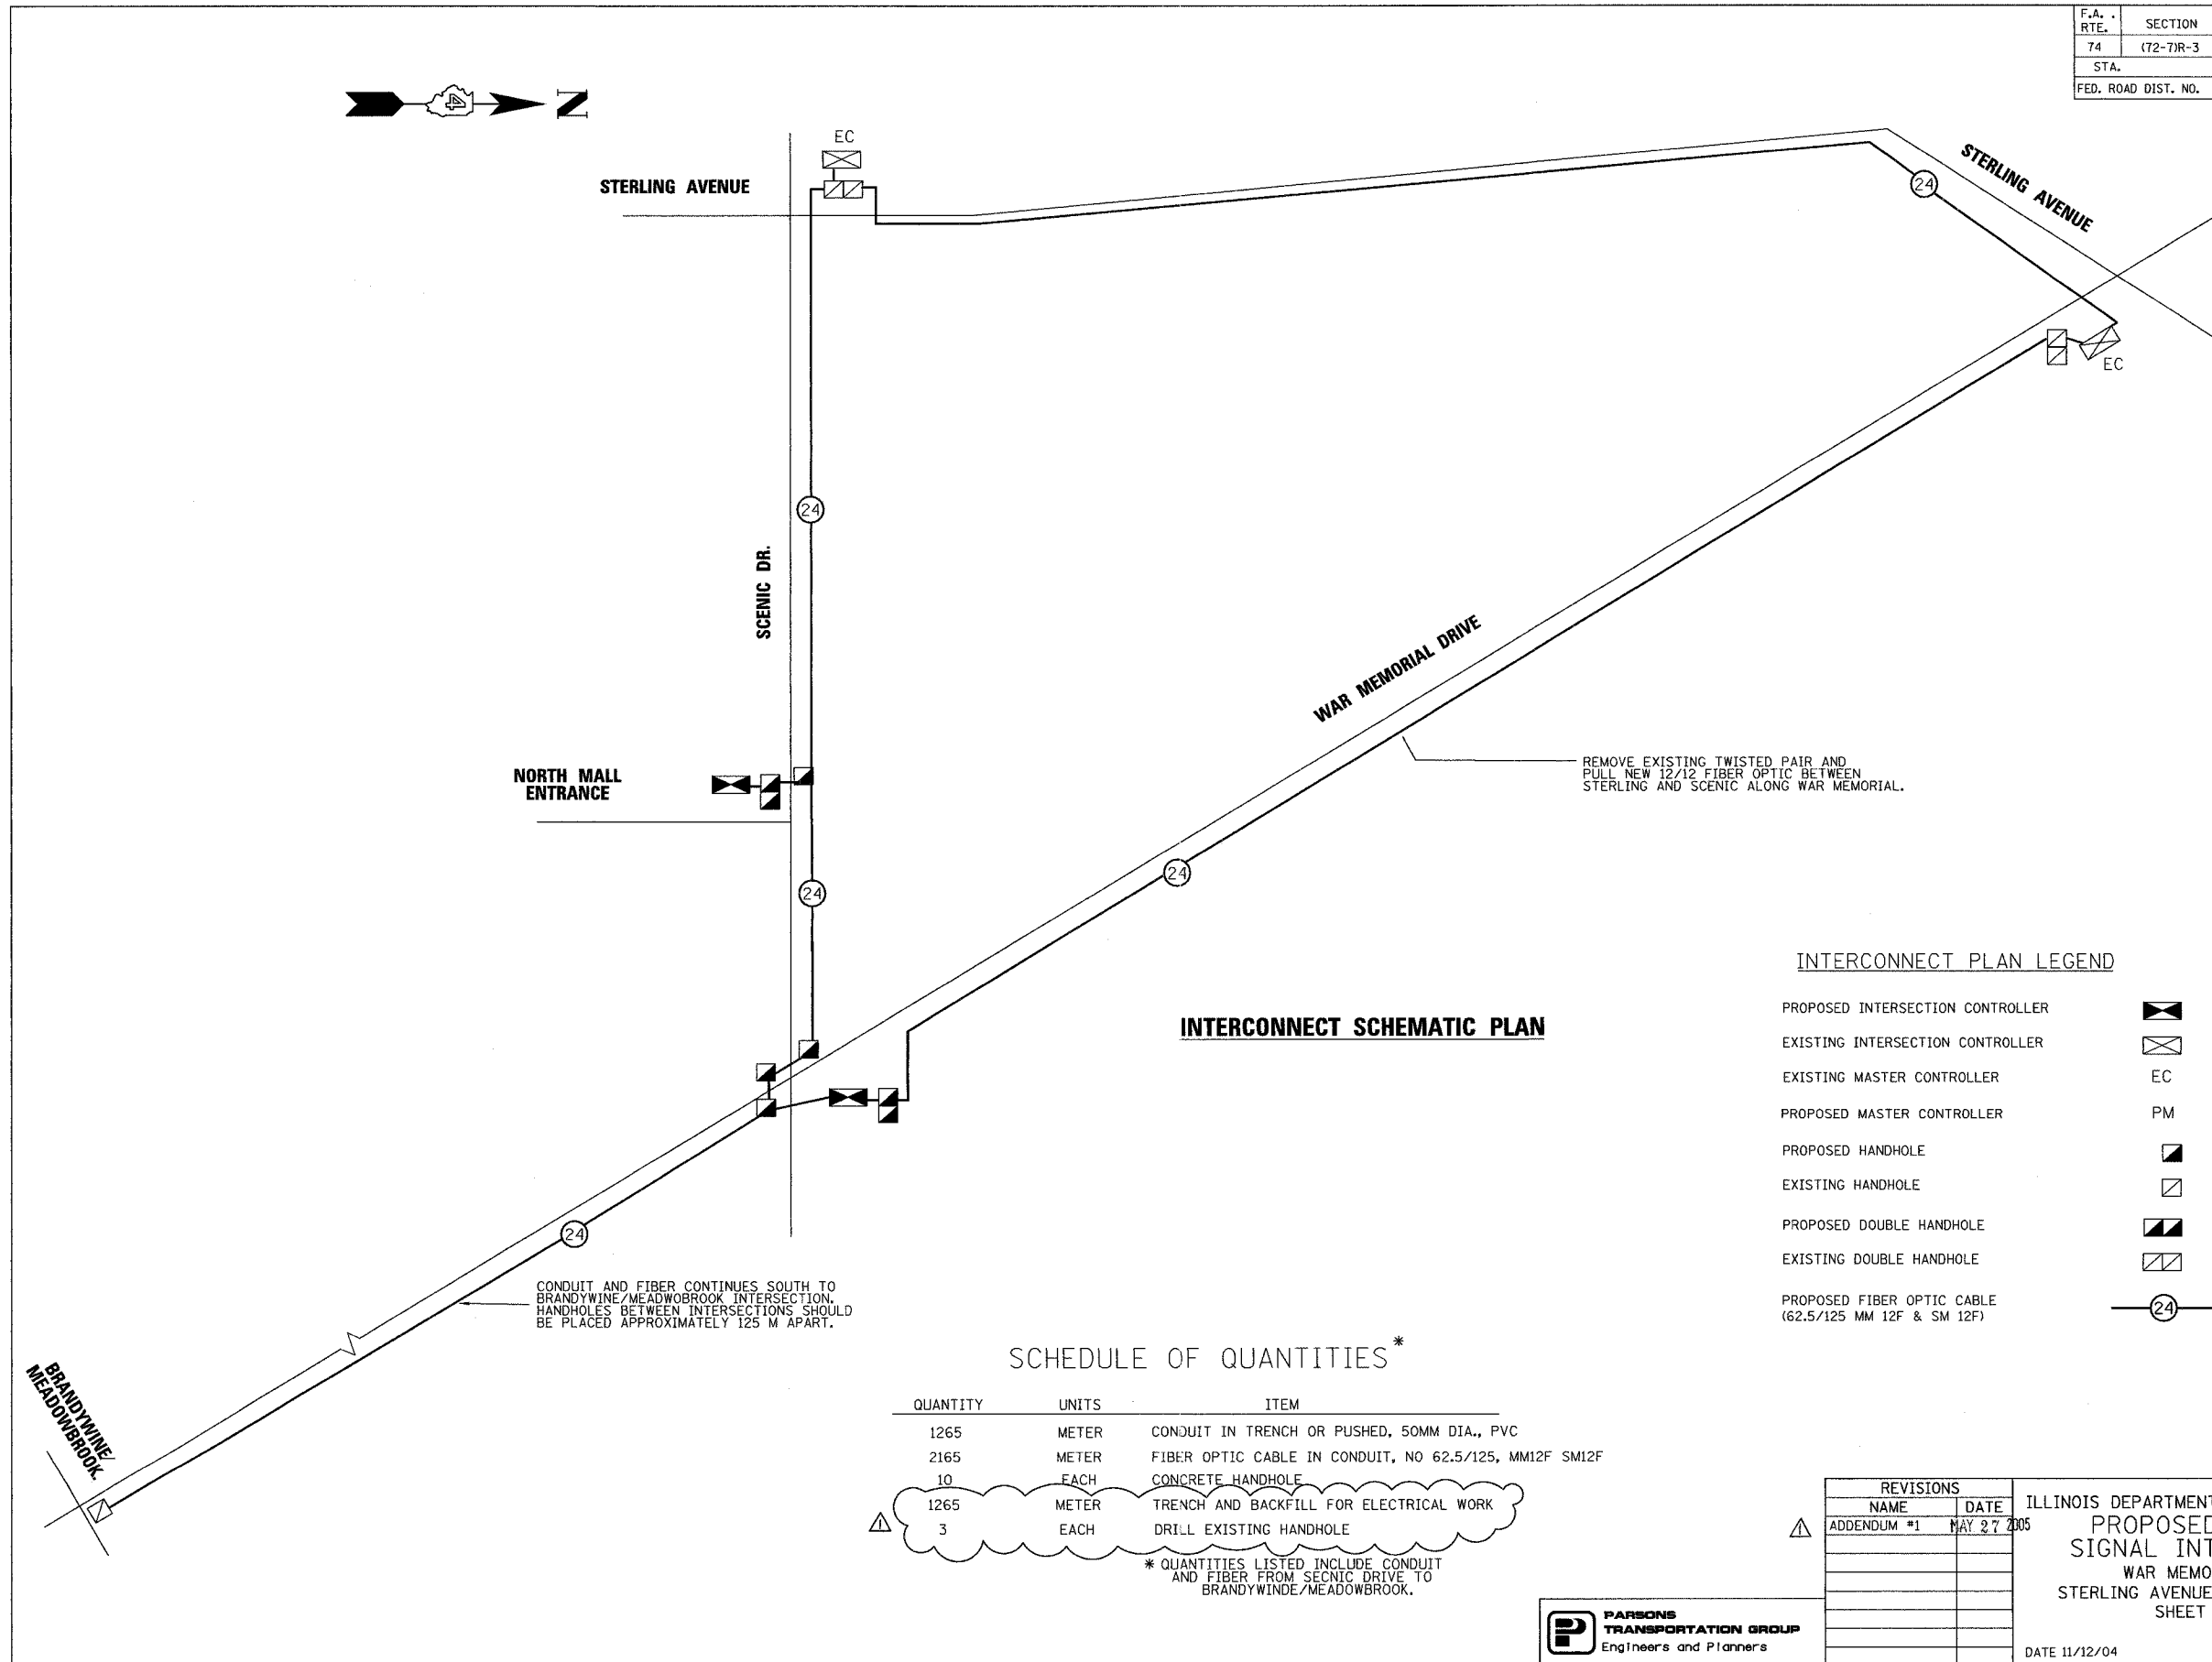 F.A.
RTE.
SECTION
74
(72-7)R-3
STA.
FED. ROAD DIST. NO.
4
N
EC
STERLING AVENUE
STERLING AVENUE
24
EC
24
SCENIC DR.
WAR MEMORIAL DRIVE
NORTH MALL
ENTRANCE
REMOVE EXISTING TWISTED PAIR AND
PULL NEW 12/12 FIBER OPTIC BETWEEN
STERLING AND SCENIC ALONG WAR MEMORIAL.
24
24
INTERCONNECT SCHEMATIC PLAN
INTERCONNECT PLAN LEGEND
PROPOSED INTERSECTION CONTROLLER
EXISTING INTERSECTION CONTROLLER
EXISTING MASTER CONTROLLER EC
PROPOSED MASTER CONTROLLER PM
PROPOSED HANDHOLE
EXISTING HANDHOLE
PROPOSED DOUBLE HANDHOLE
EXISTING DOUBLE HANDHOLE
PROPOSED FIBER OPTIC CABLE
(62.5/125 MM 12F & SM 12F)
24
24
CONDUIT AND FIBER CONTINUES SOUTH TO
BRANDYWINE/MEADWOBROOK INTERSECTION.
HANDHOLES BETWEEN INTERSECTIONS SHOULD
BE PLACED APPROXIMATELY 125 M APART.
BRANDYWINE/
MEADOWBROOK.
SCHEDULE OF QUANTITIES*
QUANTITY UNITS ITEM
1265 METER CONDUIT IN TRENCH OR PUSHED, 50MM DIA., PVC
2165 METER FIBER OPTIC CABLE IN CONDUIT, NO 62.5/125, MM12F SM12F
10 EACH CONCRETE HANDHOLE
1265 METER TRENCH AND BACKFILL FOR ELECTRICAL WORK
1
3 EACH DRILL EXISTING HANDHOLE
* QUANTITIES LISTED INCLUDE CONDUIT
AND FIBER FROM SECNIC DRIVE TO
BRANDYWINDE/MEADOWBROOK.
REVISIONS
NAME DATE
1
ADDENDUM #1 MAY 27 2005
ILLINOIS DEPARTMENT
PROPOSED
SIGNAL INT
WAR MEMO
STERLING AVENUE
SHEET
DATE 11/12/04
P
PARSONS
TRANSPORTATION GROUP
Engineers and Planners